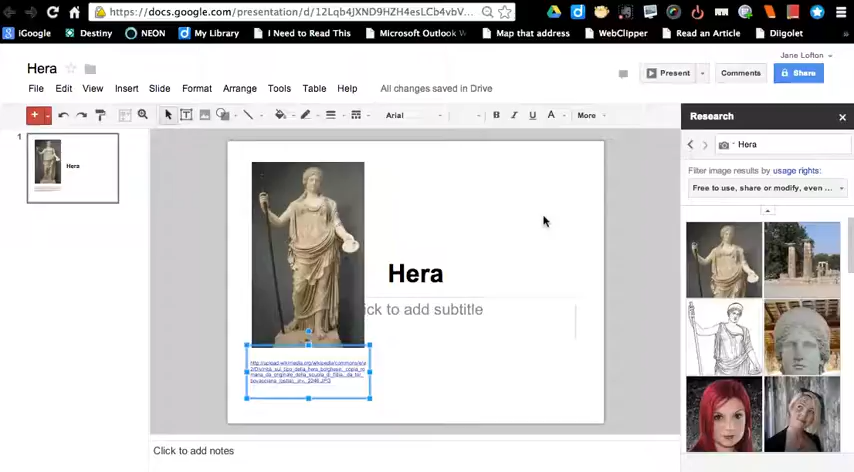 https://docs.google.com/presentation/d/12Lqb4JXND9HZH4esLCb4vbV...
iGoogle Destiny NEON My Library I Need to Read This Microsoft Outlook Map that address WebClipper Read an Article Diigolet
Jane Lofton
Hera
Present Comments Share
File Edit View Insert Slide Format Arrange Tools Table Help All changes saved in Drive
Arial B I U A More
Research
1
Hera
Hera
Filter image results by usage rights:
Free to use, share or modify, even ...
Hera
ick to add subtitle
Click to add notes